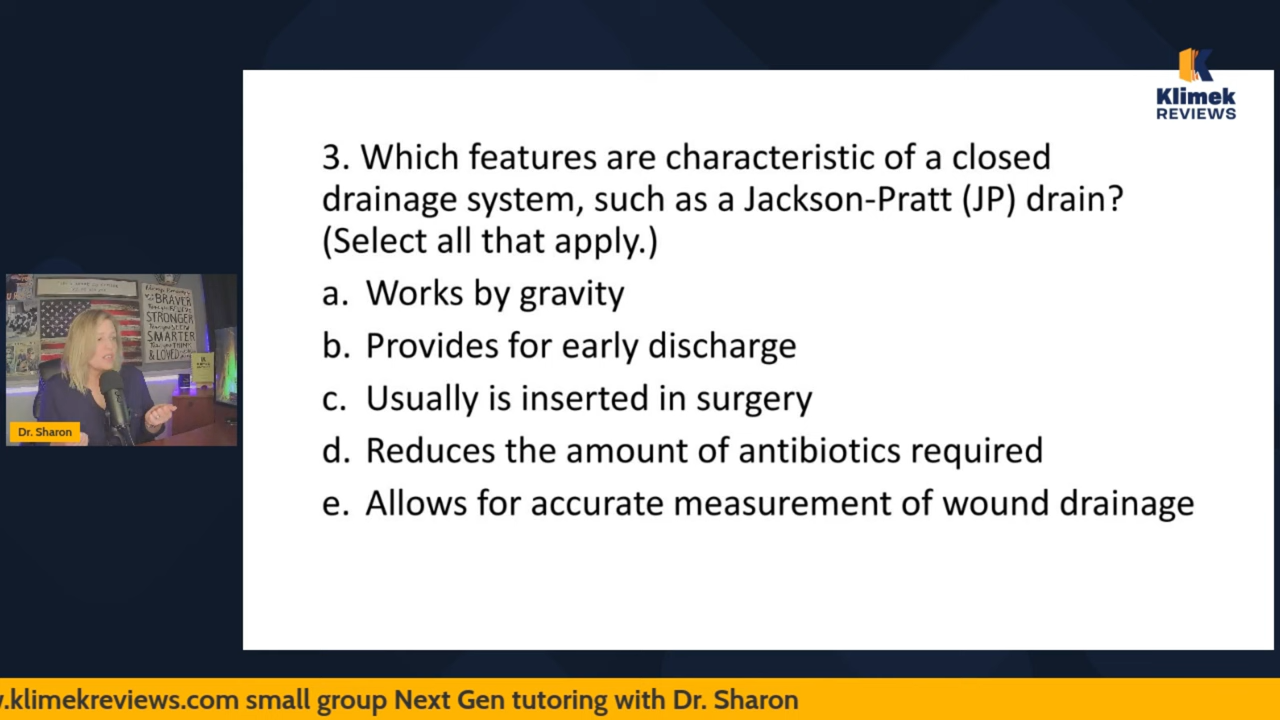 Klimek
REVIEWS
3. Which features are characteristic of a closed
drainage system, such as a Jackson-Pratt (JP) drain?
(Select all that apply.)
a. Works by gravity
b. Provides for early discharge
c. Usually is inserted in surgery
d. Reduces the amount of antibiotics required
e. Allows for accurate measurement of wound drainage
BRAVER
STRONGER
SMARTER
& LOVED
Dr. Sharon
.klimekreviews.com small group Next Gen tutoring with Dr. Sharon